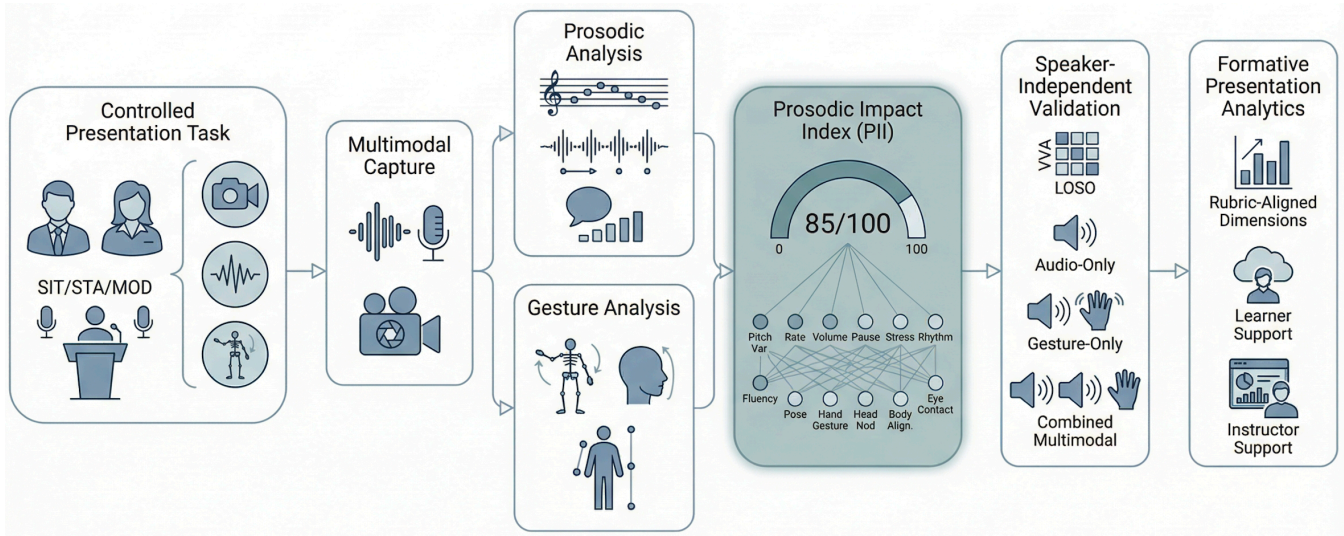 Controlled
Presentation Task
SIT/STA/MOD
Multimodal
Capture
Prosodic
Analysis
Gesture Analysis
Prosodic Impact
Index (PII)
85/100
0
100
Pitch
Var
Rate
Volume
Pause
Stress
Rhythm
Fluency
Pose
Hand
Gesture
Head
Nod
Body
Align.
Eye
Contact
Speaker-
Independent
Validation
VVA
LOSO
Audio-Only
Gesture-Only
Combined
Multimodal
Formative
Presentation
Analytics
Rubric-Aligned
Dimensions
Learner
Support
Instructor
Support